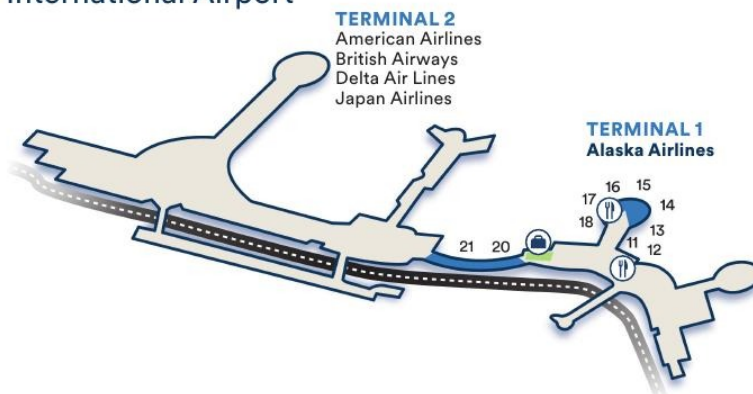 International Airport
TERMINAL 2
American Airlines
British Airways
Delta Air Lines
Japan Airlines
TERMINAL 1
Alaska Airlines
16
15
17
14
18
13
11
12
21
20